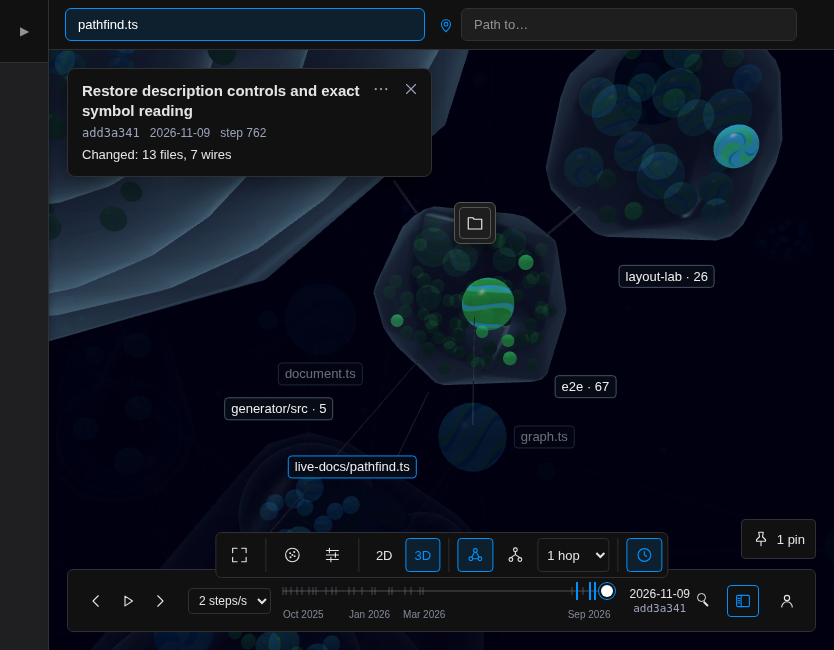 pathfind.ts
Path to…
Restore description controls and exact
symbol reading
add3a341 2026-11-09 step 762
Changed: 13 files, 7 wires
layout-lab · 26
document.ts
e2e · 67
generator/src · 5
graph.ts
live-docs/pathfind.ts
1 pin
2D 3D 1 hop
2 steps/s
2026-11-09
add3a341
Oct 2025 Jan 2026 Mar 2026 Sep 2026